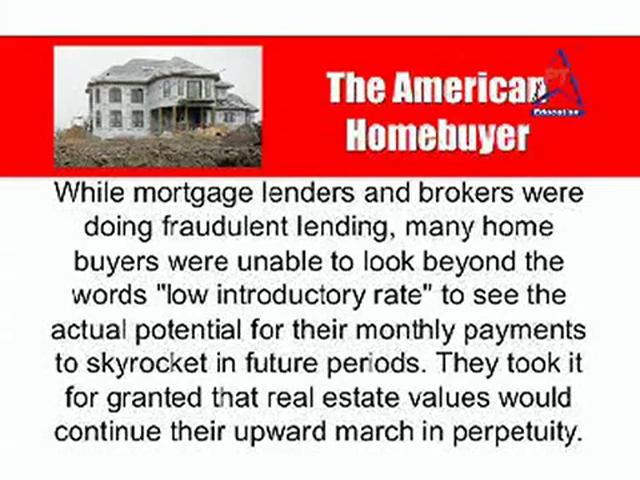 The American
Homebuyer
PT
Education
While mortgage lenders and brokers were
doing fraudulent lending, many home
buyers were unable to look beyond the
words "low introductory rate" to see the
actual potential for their monthly payments
to skyrocket in future periods. They took it
for granted that real estate values would
continue their upward march in perpetuity.